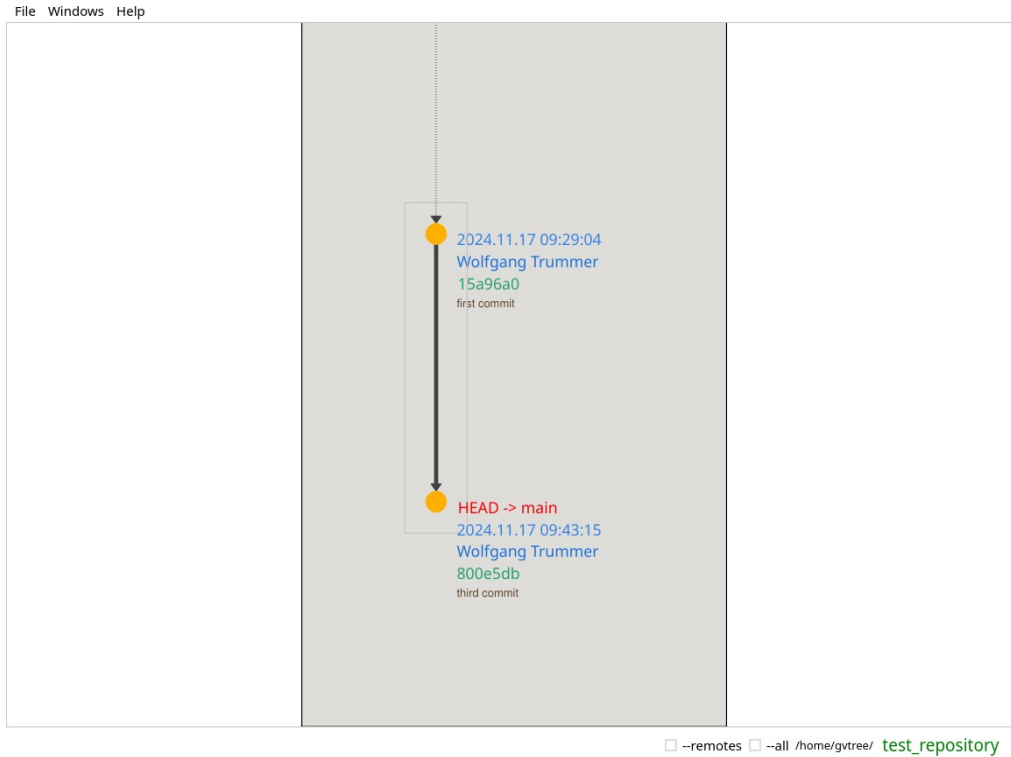 File Windows Help
2024.11.17 09:29:04
Wolfgang Trummer
15a96a0
first commit
HEAD -> main
2024.11.17 09:43:15
Wolfgang Trummer
800e5db
third commit
--remotes --all /home/gvtree/ test_repository